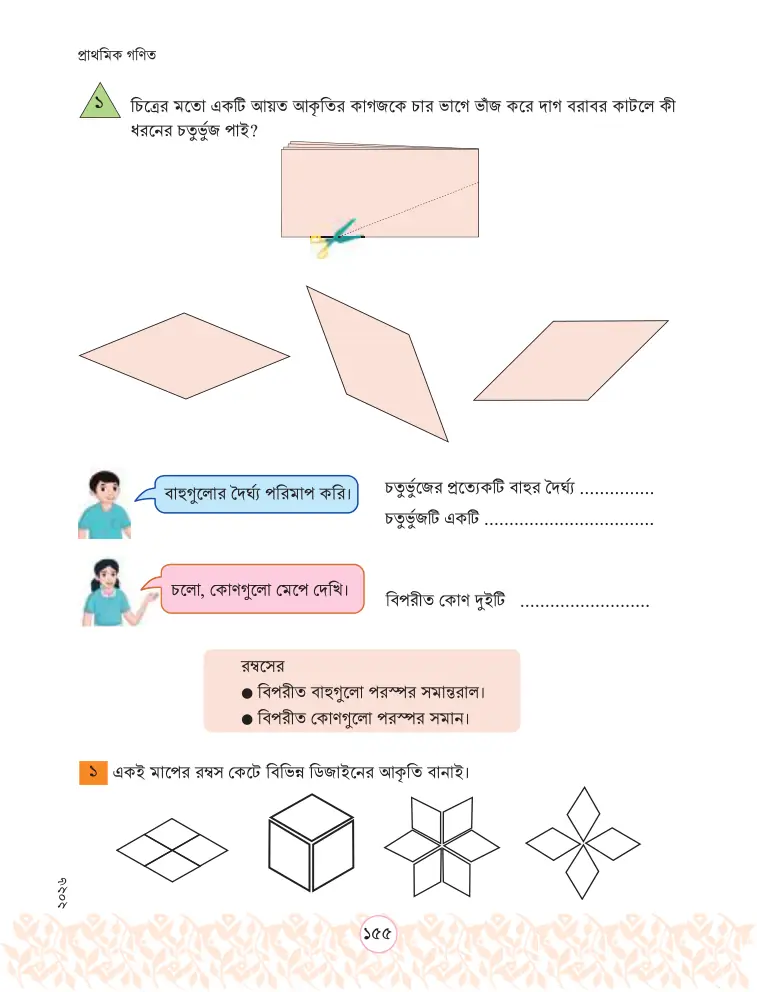 প্রাথমিক গণিত
১
চিত্রের মতো একটি আয়ত আকৃতির কাগজকে চার ভাগে ভাঁজ করে দাগ বরাবর কাটলে কী
ধরনের চতুর্ভুজ পাই?
বাহুগুলোর দৈর্ঘ্য পরিমাপ করি।
চতুর্ভুজের প্রত্যেকটি বাহুর দৈর্ঘ্য ...............
চতুর্ভুজটি একটি ..................................
চলো, কোণগুলো মেপে দেখি।
বিপরীত কোণ দুইটি ..........................
রম্বসের
● বিপরীত বাহুগুলো পরস্পর সমান্তরাল।
● বিপরীত কোণগুলো পরস্পর সমান।
১ একই মাপের রম্বস কেটে বিভিন্ন ডিজাইনের আকৃতি বানাই।
২০২৬
১৫৫